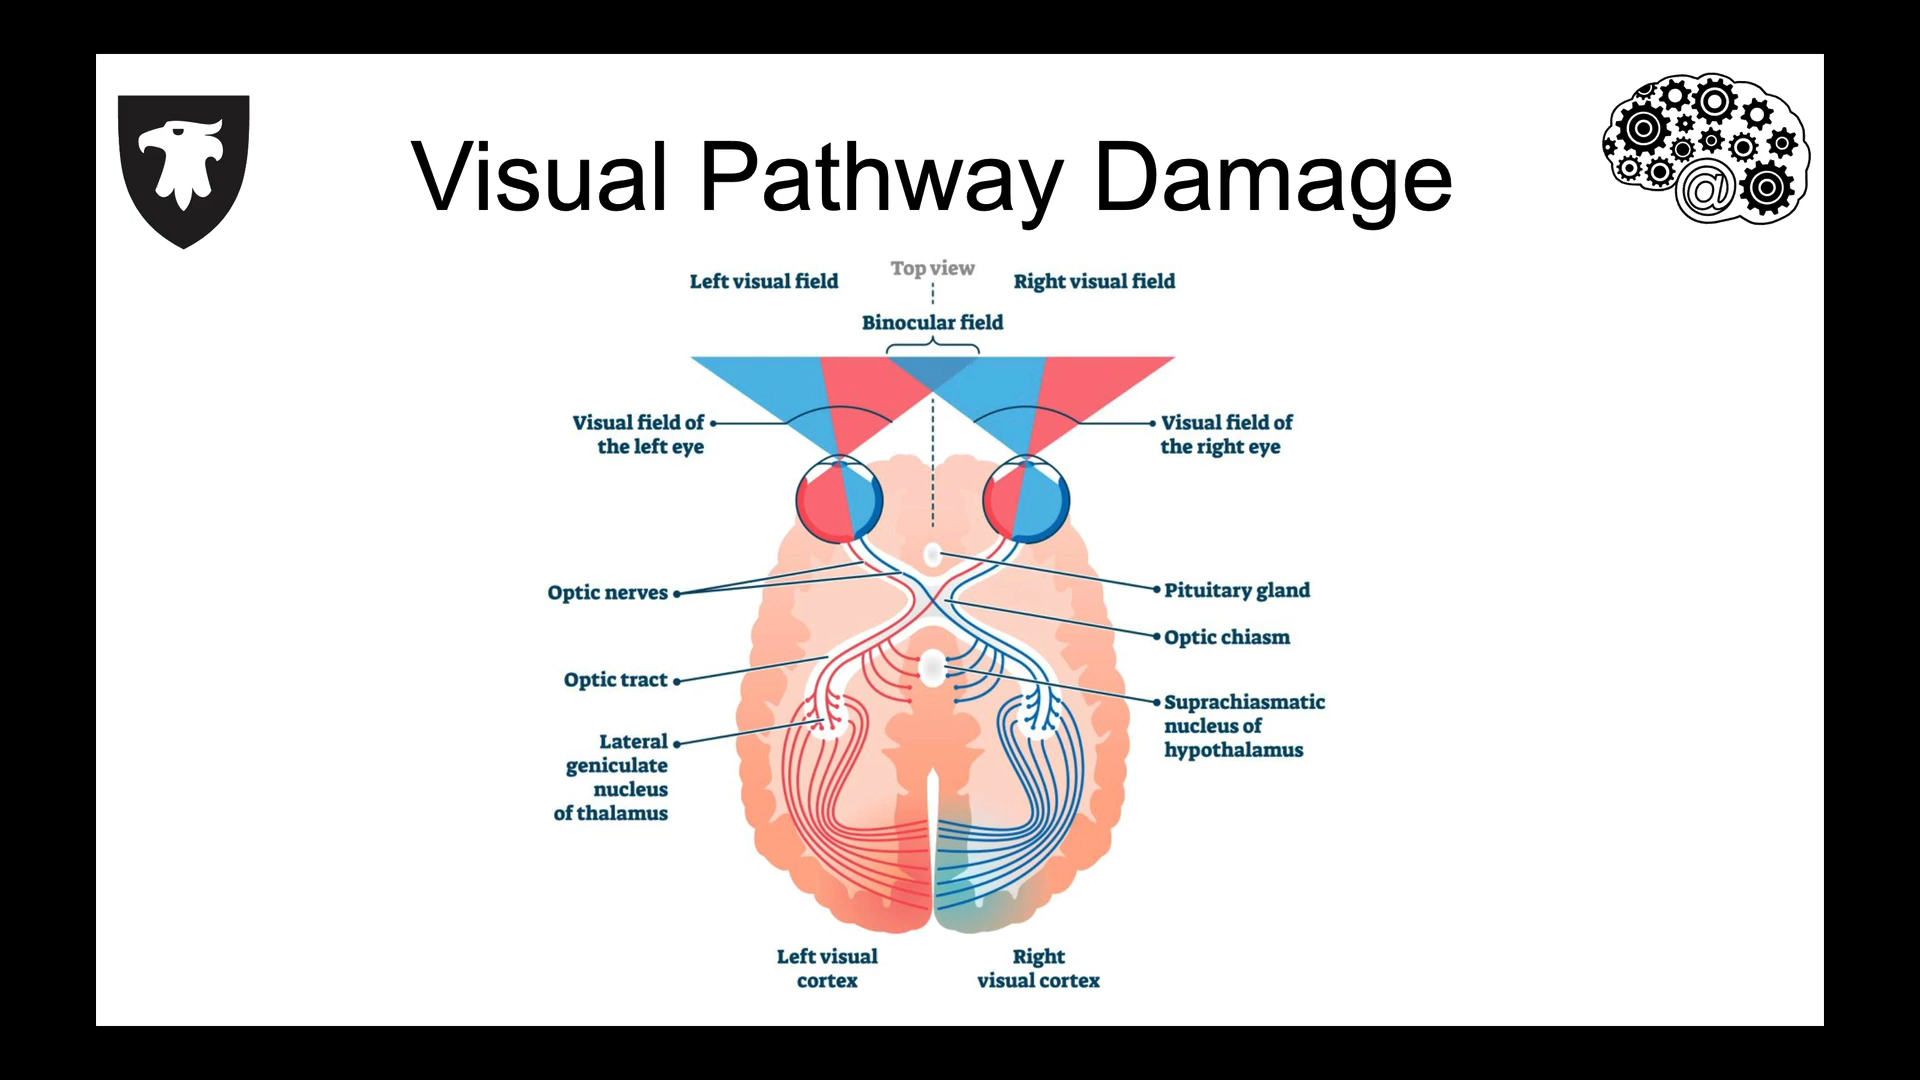 Visual Pathway Damage
Top view
Left visual field
Right visual field
Binocular field
Visual field of
the left eye
Visual field of
the right eye
Optic nerves
Pituitary gland
Optic chiasm
Optic tract
Suprachiasmatic
nucleus of
hypothalamus
Lateral
geniculate
nucleus
of thalamus
Left visual
cortex
Right
visual cortex
@